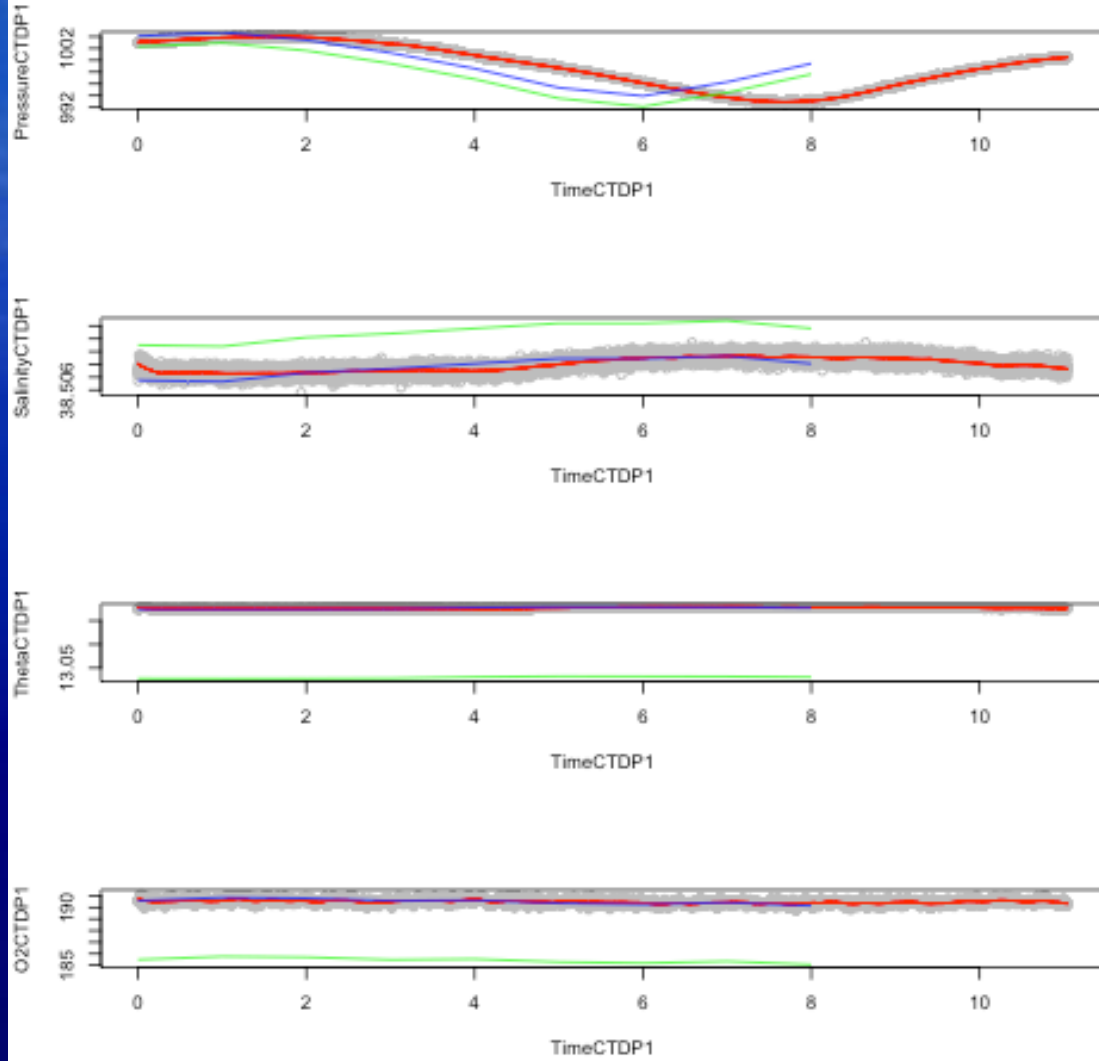 PressureCTDP1
992 1002
0 2 4 6 8 10
TimeCTDP1
SalinityCTDP1
38.506
0 2 4 6 8 10
TimeCTDP1
ThetaCTDP1
13.05
0 2 4 6 8 10
TimeCTDP1
O2CTDP1
185 190
0 2 4 6 8 10
TimeCTDP1